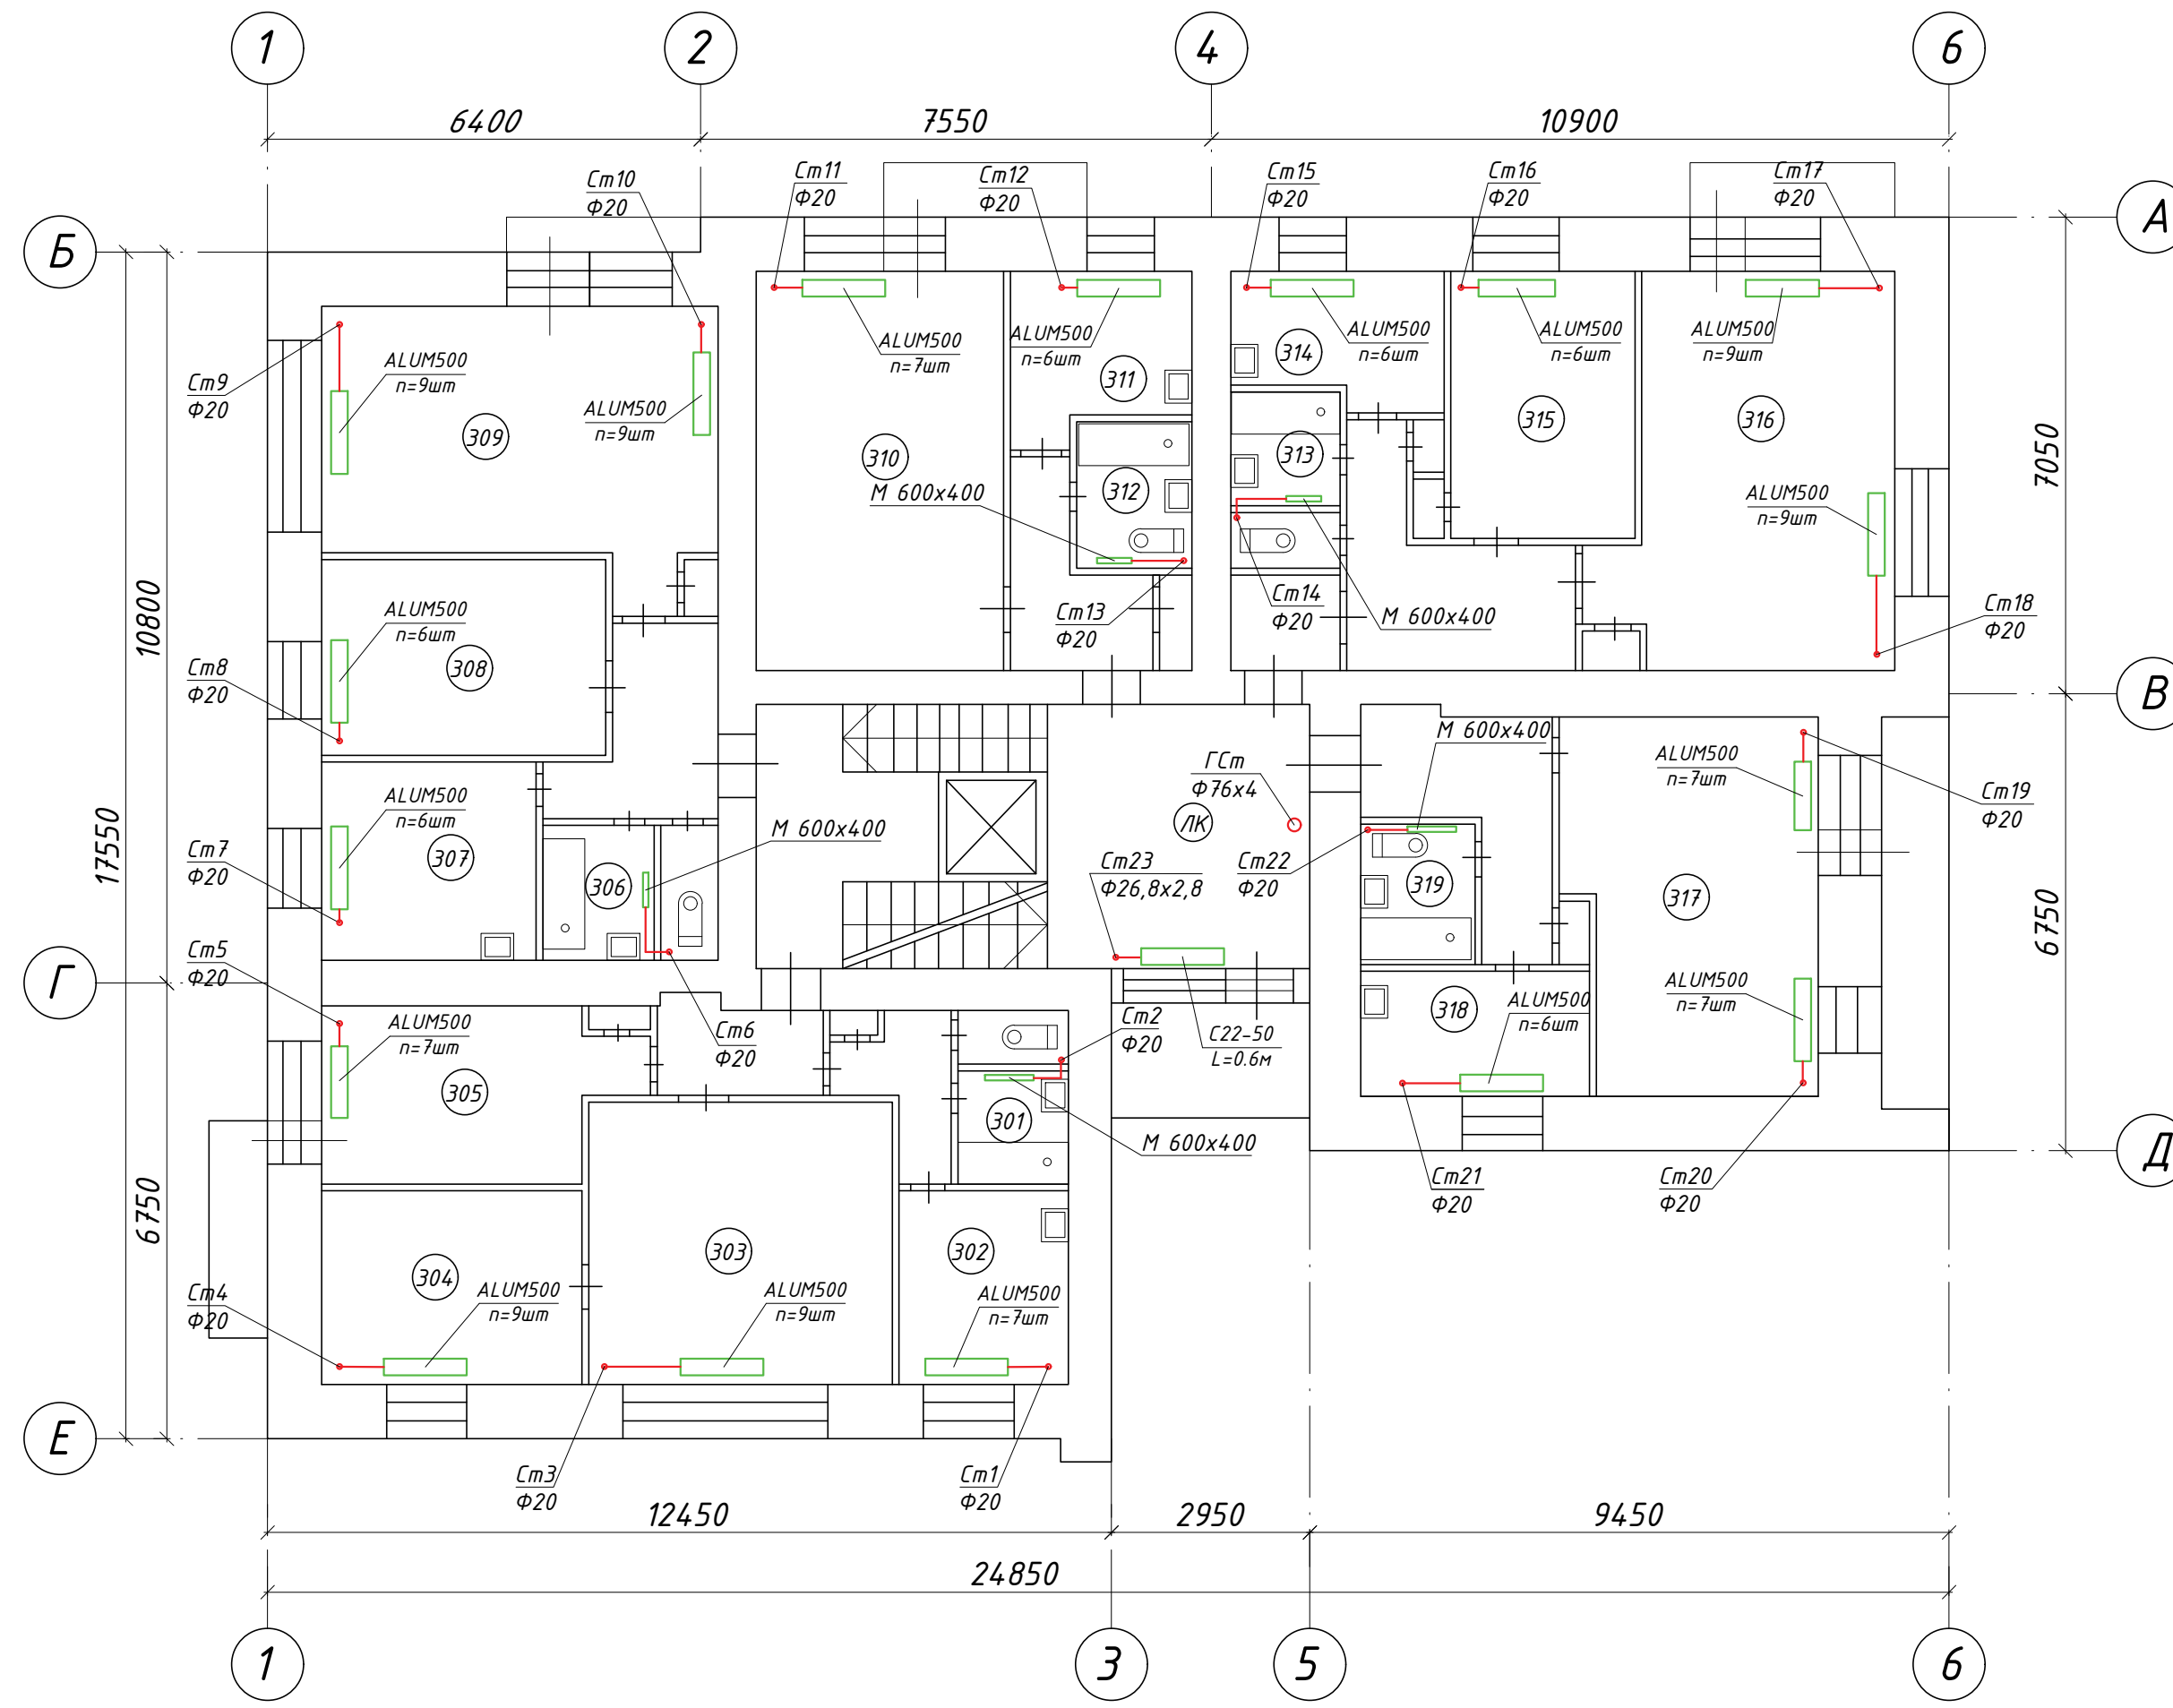 1
2
4
6
6400
7550
10900
Ст10
Ф20
Ст11
Ф20
Ст12
Ф20
Ст15
Ф20
Ст16
Ф20
Ст17
Ф20
А
Б
Ст9
Ф20
ALUM500
n=9шт
ALUM500
n=9шт
309
ALUM500
n=7шт
ALUM500
n=6шт
311
314
ALUM500
n=6шт
ALUM500
n=6шт
ALUM500
n=9шт
310
М 600х400
312
313
315
316
ALUM500
n=9шт
7050
10800
17550
ALUM500
n=6шт
308
Ст8
Ф20
Ст13
Ф20
Ст14
Ф20
М 600х400
Ст18
Ф20
В
ALUM500
n=6шт
307
Ст7
Ф20
306
М 600х400
ГСт
Ф76х4
ЛК
Ст23
Ф26,8х2,8
Ст22
Ф20
М 600х400
319
ALUM500
n=7шт
317
Ст19
Ф20
6750
Ст5
Ф20
Г
ALUM500
n=7шт
305
Ст6
Ф20
Ст2
Ф20
С22-50
L=0.6м
318
ALUM500
n=6шт
ALUM500
n=7шт
301
М 600х400
Ст21
Ф20
Ст20
Ф20
Д
6750
Ст4
Ф20
304
ALUM500
n=9шт
303
ALUM500
n=9шт
302
ALUM500
n=7шт
Е
Ст3
Ф20
Ст1
Ф20
12450
2950
9450
24850
1
3
5
6